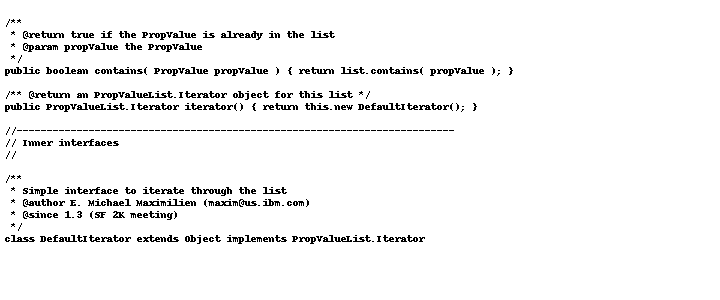 /**
 * @return true if the PropValue is already in the list
 * @param propValue the PropValue
 */
public boolean contains( PropValue propValue ) { return list.contains( propValue ); }
/** @return an PropValueList.Iterator object for this list */
public PropValueList.Iterator iterator() { return this.new DefaultIterator(); }
//-------------------------------------------------------------------------
// Inner interfaces
//
/**
 * Simple interface to iterate through the list
 * @author E. Michael Maximilien (maxim@us.ibm.com)
 * @since 1.3 (SF 2K meeting)
 */
class DefaultIterator extends Object implements PropValueList.Iterator